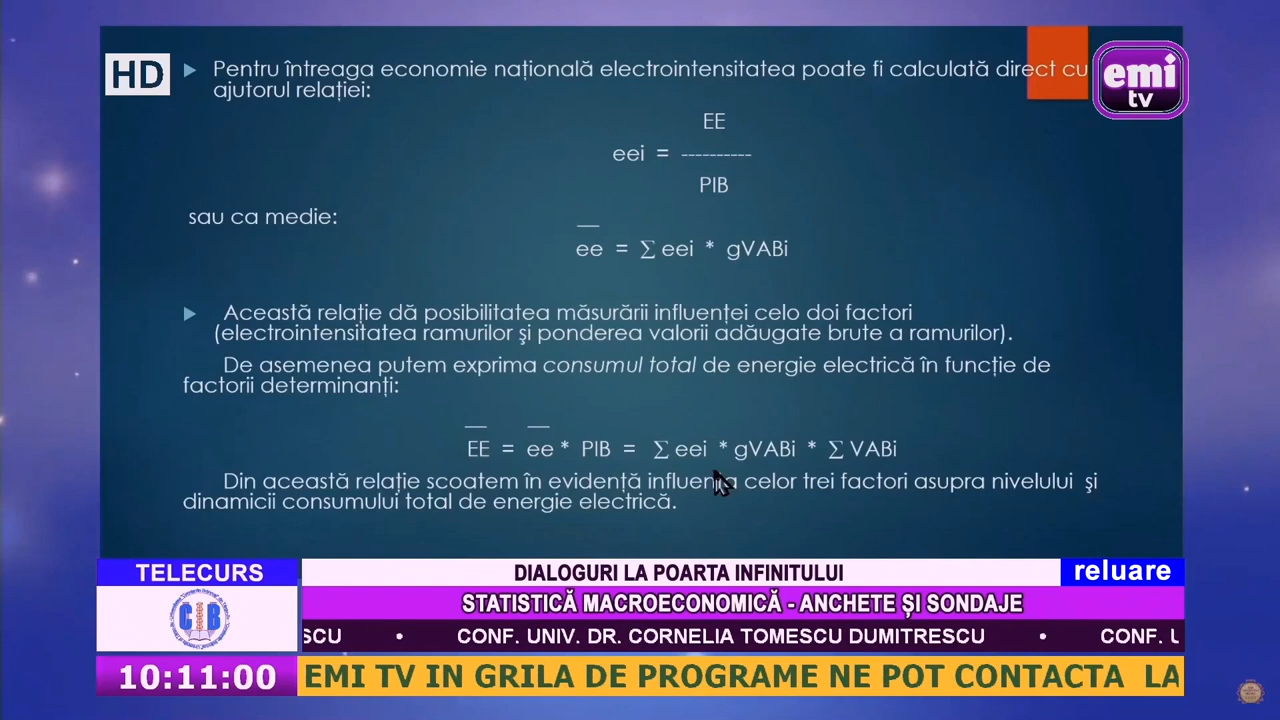 HD
▶ Pentru întreaga economie națională electrointensitatea poate fi calculată direct cu
ajutorul relației:
emi
tv
EE
eei = ----------
PIB
sau ca medie:
__
ee = ∑ eei * gVABi
▶ Această relație dă posibilitatea măsurării influenței celo doi factori
(electrointensitatea ramurilor şi ponderea valorii adăugate brute a ramurilor).
De asemenea putem exprima consumul total de energie electrică în funcție de
factorii determinanți:
__ __
EE = ee * PIB = ∑ eei * gVABi * ∑ VABi
Din această relație scoatem în evidență celor trei factori asupra nivelului şi
dinamicii consumului total de energie electrică.
TELECURS
DIALOGURI LA POARTA INFINITULUI
reluare
CIB
STATISTICĂ MACROECONOMICĂ - ANCHETE ȘI SONDAJE
SCU • CONF. UNIV. DR. CORNELIA TOMESCU DUMITRESCU • CONF. U
10:11:00
EMI TV IN GRILA DE PROGRAME NE POT CONTACTA LA